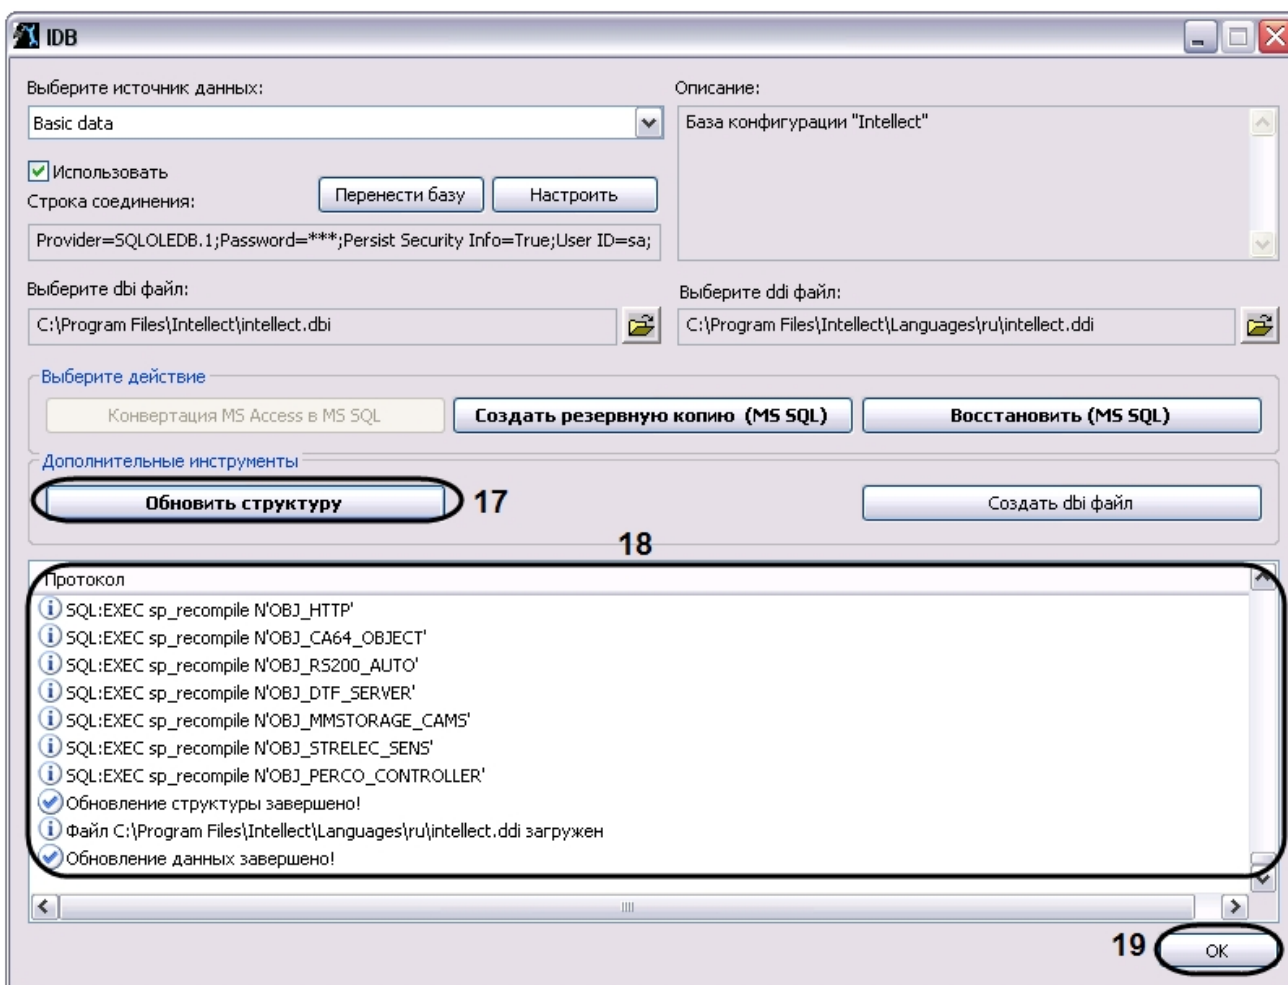 IDB
Выберите источник данных:
Описание:
Basic data
База конфигурации "Intellect"
Использовать
Строка соединения:
Перенести базу
Настроить
Provider=SQLOLEDB.1;Password=***;Persist Security Info=True;User ID=sa;
Выберите dbi файл:
Выберите ddi файл:
C:\Program Files\Intellect\intellect.dbi
C:\Program Files\Intellect\Languages\ru\intellect.ddi
Выберите действие
Конвертация MS Access в MS SQL
Создать резервную копию (MS SQL)
Восстановить (MS SQL)
Дополнительные инструменты
Обновить структуру
17
Создать dbi файл
18
Протокол
SQL:EXEC sp_recompile N'OBJ_HTTP'
SQL:EXEC sp_recompile N'OBJ_CA64_OBJECT'
SQL:EXEC sp_recompile N'OBJ_RS200_AUTO'
SQL:EXEC sp_recompile N'OBJ_DTF_SERVER'
SQL:EXEC sp_recompile N'OBJ_MMSTORAGE_CAMS'
SQL:EXEC sp_recompile N'OBJ_STRELEC_SENS'
SQL:EXEC sp_recompile N'OBJ_PERCO_CONTROLLER'
Обновление структуры завершено!
Файл C:\Program Files\Intellect\Languages\ru\intellect.ddi загружен
Обновление данных завершено!
19
OK